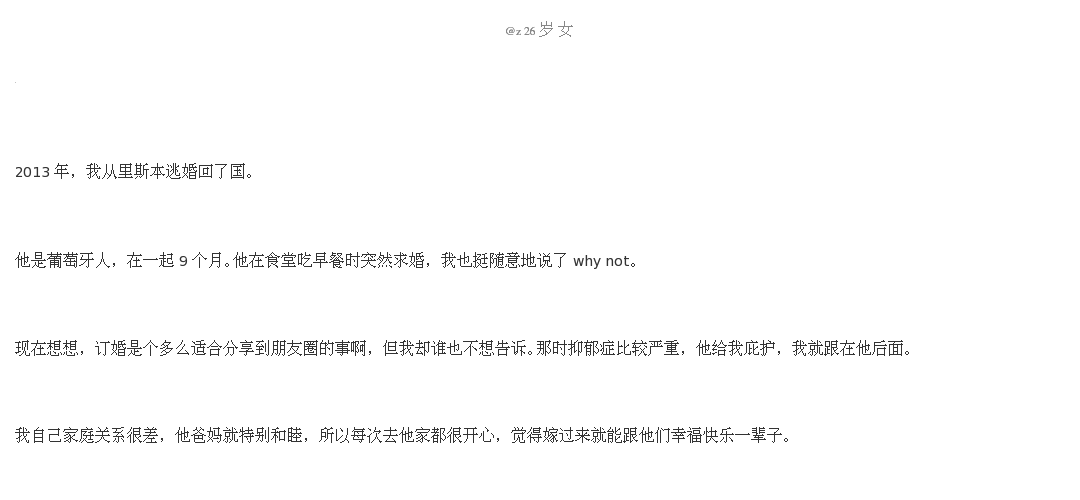 @z 26 岁 女
2013 年，我从里斯本逃婚回了国。
他是葡萄牙人，在一起 9 个月。他在食堂吃早餐时突然求婚，我也挺随意地说了 why not。
现在想想，订婚是个多么适合分享到朋友圈的事啊，但我却谁也不想告诉。那时抑郁症比较严重，他给我庇护，我就跟在他后面。
我自己家庭关系很差，他爸妈就特别和睦，所以每次去他家都很开心，觉得嫁过来就能跟他们幸福快乐一辈子。